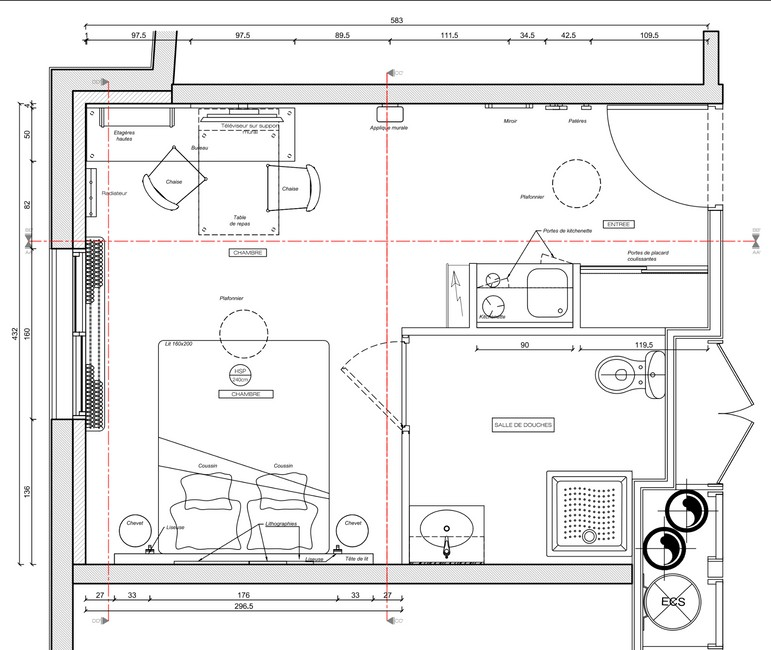 583
1
97.5
97.5
89.5
111.5
34.5
42.5
109.5
4
50
82
432
160
136
Etagères
hautes
Téléviseur sur support
mural
Bureau
Applique murale
Miroir
Patères
Chaise
Chaise
Radiateur
Table
de repas
Plafonnier
ENTREE
Portes de kitchenette
Portes de placard
coulissantes
CHAMBRE
Plafonnier
Kitchenette
Lit 160x200
90
119.5
HSP
240cm
CHAMBRE
SALLE DE DOUCHES
Coussin
Coussin
Chevet
Liseuse
Lithographies
Chevet
Liseuse
Tête de lit
ECS
27
33
176
33
27
296.5